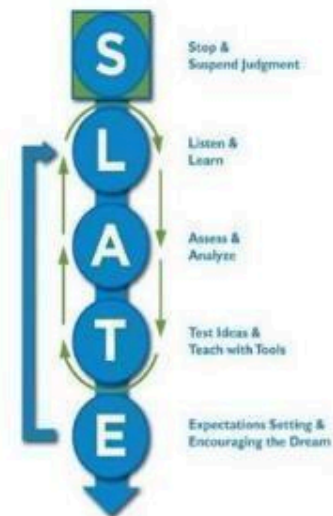 S
Stop &
Suspend Judgment
L
Listen &
Learn
A
Assess &
Analyze
T
Test Ideas &
Teach with Tools
E
Expectations Setting &
Encouraging the Dream